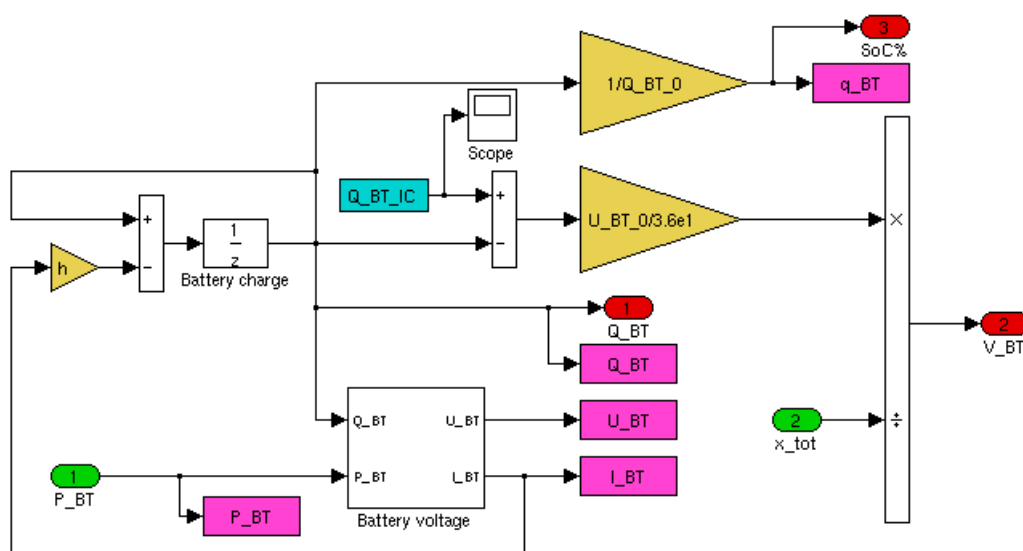 3
SoC%
1/Q_BT_0
q_BT
Scope
Q_BT_IC
+
−
U_BT_0/3.6e1
×
+
−
h
1
z
Battery charge
1
Q_BT
Q_BT
2
V_BT
Q_BT
U_BT
U_BT
2
x_tot
÷
1
P_BT
P_BT
I_BT
I_BT
P_BT
Battery voltage